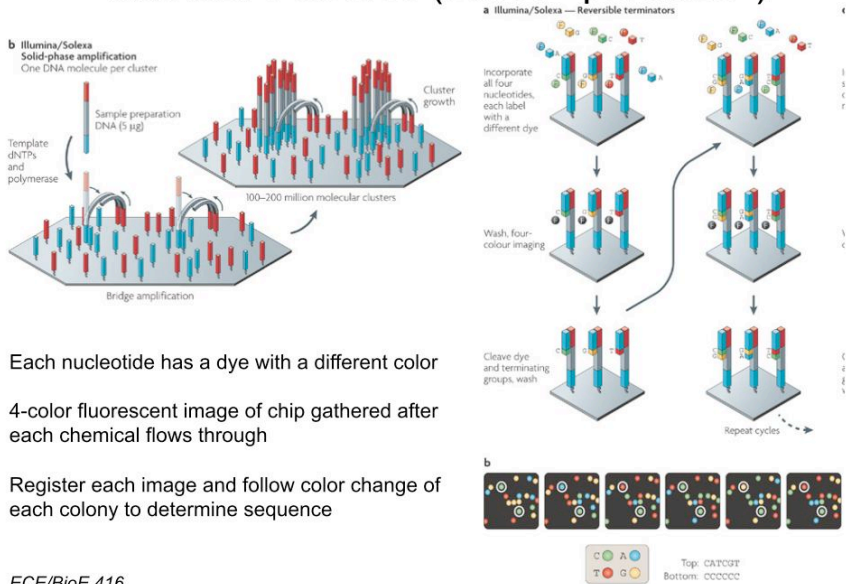 b Illumina/Solexa
Solid-phase amplification
One DNA molecule per cluster
Sample preparation
DNA (5 µg)
Template
dNTPs
and
polymerase
Cluster
growth
100–200 million molecular clusters
Bridge amplification
Each nucleotide has a dye with a different color
4-color fluorescent image of chip gathered after
each chemical flows through
Register each image and follow color change of
each colony to determine sequence
a Illumina/Solexa — Reversible terminators
Incorporate
all four
nucleotides,
each label
with a
different dye
Wash, four-
colour imaging
Cleave dye
and terminating
groups, wash
Repeat cycles
b
C A
T G
Top: CATCGT
Bottom: CCCCCC